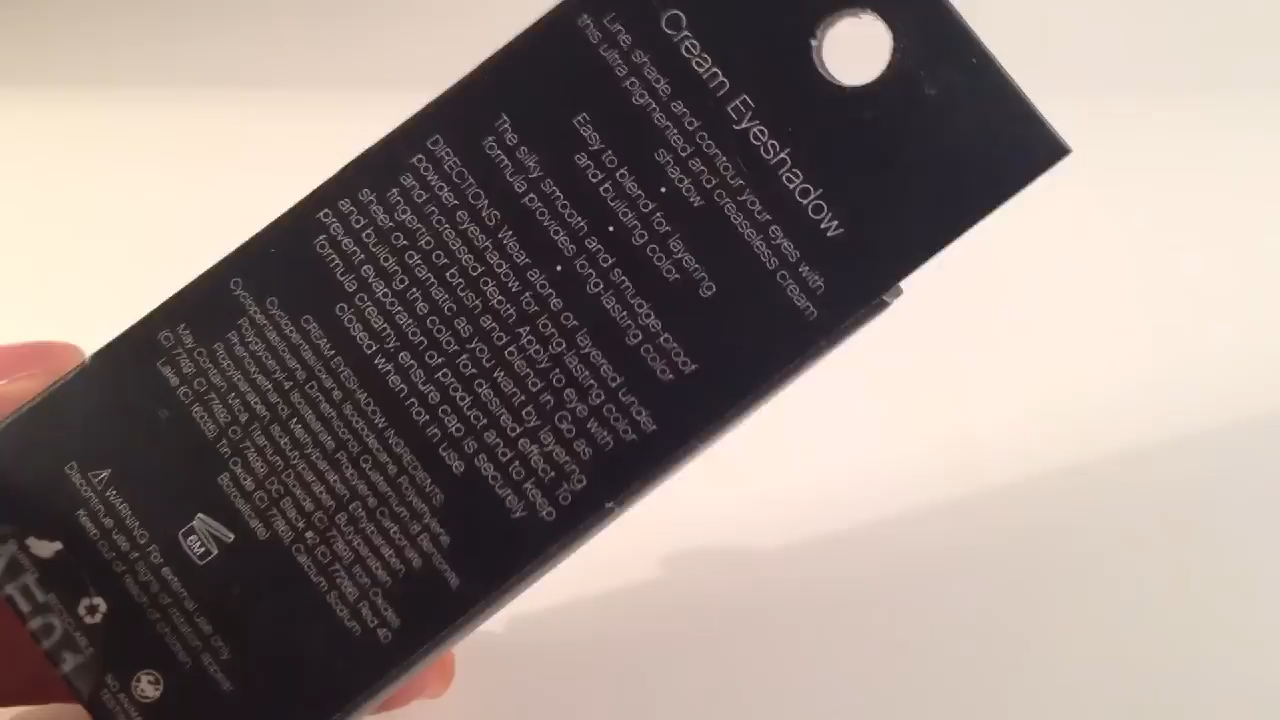 Cream Eyeshadow
Line, shade, and contour your eyes with
this ultra pigmented and creaseless cream
shadow
•
Easy to blend for layering
and building color
•
The silky smooth and smudge-proof
formula provides long-lasting color
•
DIRECTIONS: Wear alone or layered under
powder eyeshadow for long-lasting color
and increased depth. Apply to eye with
fingertip or brush and blend in. Go as
sheer or dramatic as you want by layering
and building the color for desired effect. To
prevent evaporation of product and to keep
formula creamy, ensure cap is securely
closed when not in use.
CREAM EYESHADOW INGREDIENTS:
Cyclopentasiloxane, Isododecane, Polyethylene,
Cyclopentasiloxane, Dimethiconol, Quaternium-18 Bentonite,
Polyglyceryl-4 Isostearate, Propylene Carbonate,
Phenoxyethanol, Methylparaben, Ethylparaben,
Propylparaben, Isobutylparaben, Butylparaben
May Contain: Mica, Titanium Dioxide (CI 77891), Iron Oxides
(CI 77491, CI 77492, CI 77499), DC Black #2 (CI 77266), Red 40
Lake (CI 16035), Tin Oxide (CI 77861), Calcium Sodium
Borosilicate)
6M
WARNING: For external use only.
Discontinue use if signs of irritation appear.
Keep out of reach of children.
RECYCLABLE
NO ANIMAL